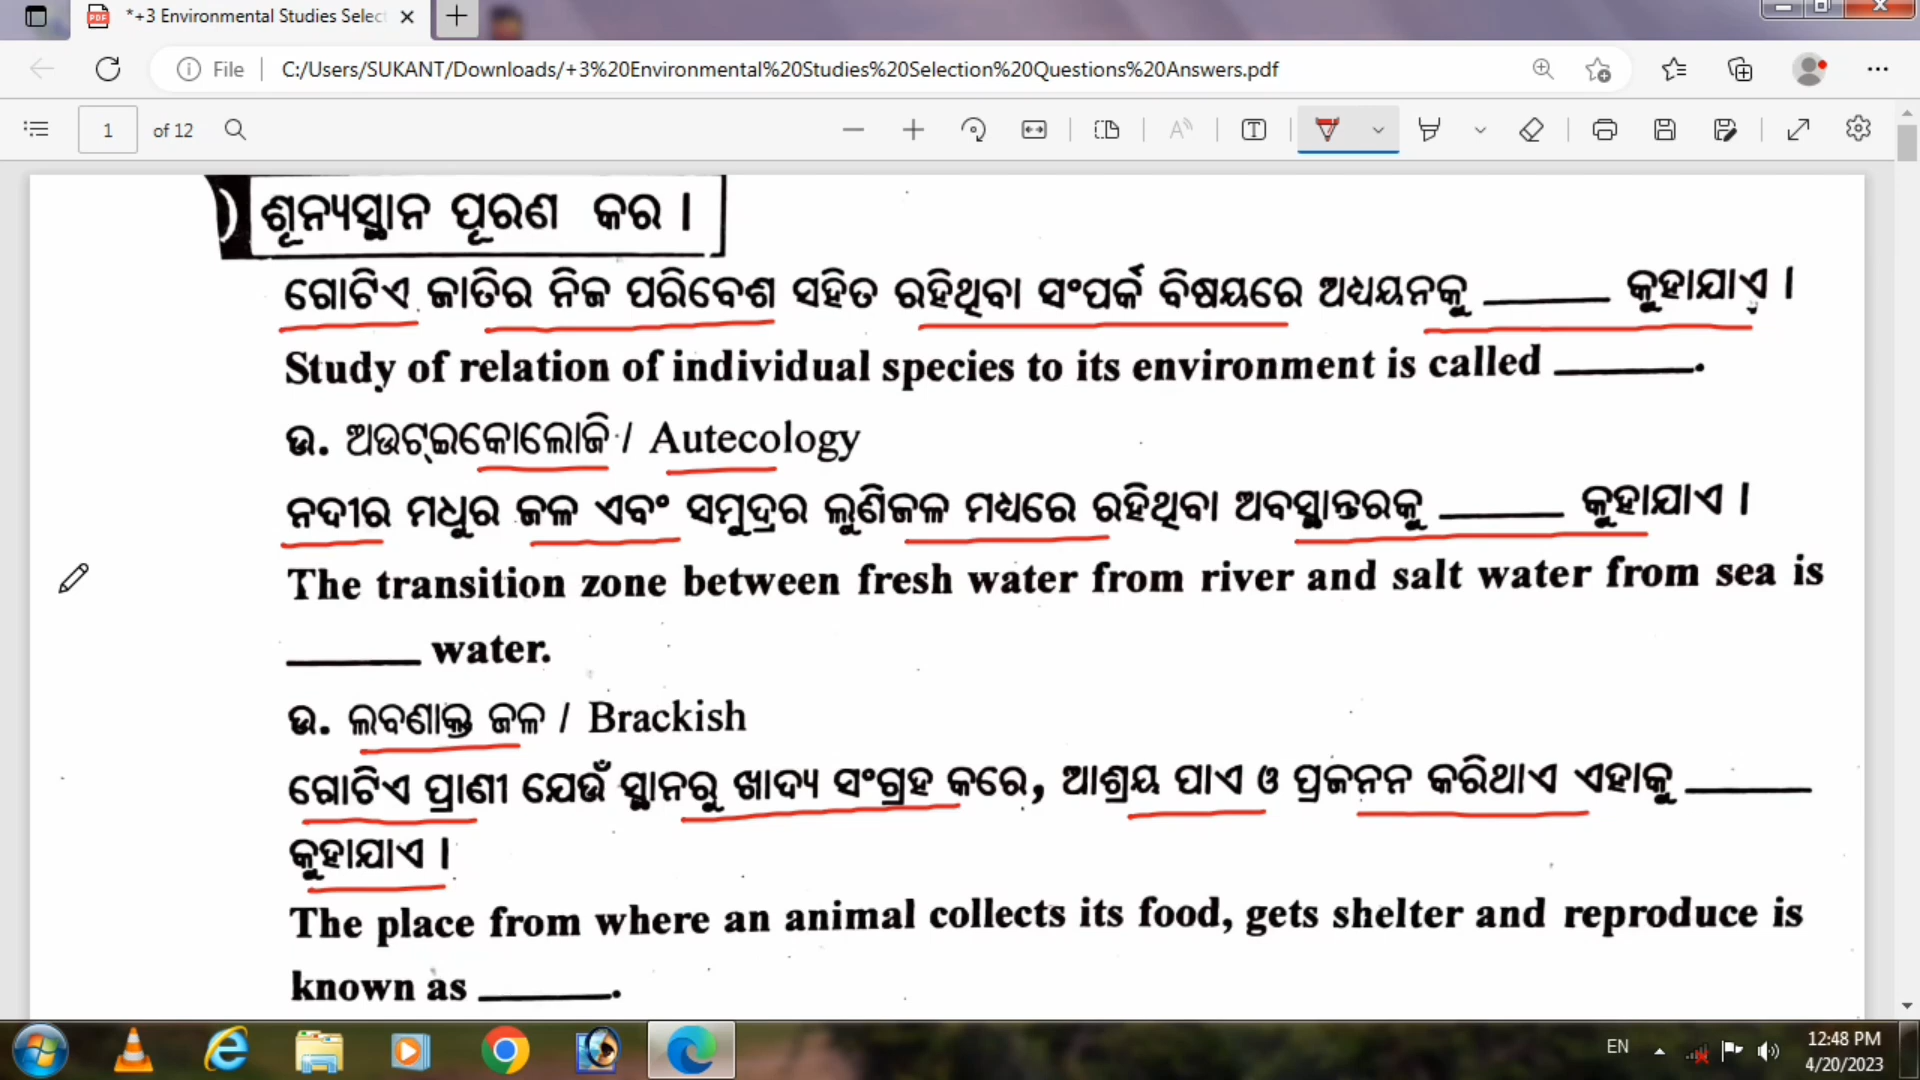 *+3 Environmental Studies Select
File
C:/Users/SUKANT/Downloads/+3%20Environmental%20Studies%20Selection%20Questions%20Answers.pdf
1 of 12
) ଶୂନ୍ୟସ୍ଥାନ ପୂରଣ କର ।
ଗୋଟିଏ ଜାତିର ନିଜ ପରିବେଶ ସହିତ ରହିଥିବା ସଂପର୍କ ବିଷୟରେ ଅଧ୍ୟୟନକୁ ______ କୁହାଯାଏ ।
Study of relation of individual species to its environment is called ______.
ଉ. ଅଉଟ୍‌ଇକୋଲୋଜି / Autecology
ନଦୀର ମଧୁର ଜଳ ଏବଂ ସମୁଦ୍ରର ଲୁଣିଜଳ ମଧ୍ୟରେ ରହିଥିବା ଅବସ୍ଥାନ୍ତରକୁ ______ କୁହାଯାଏ ।
The transition zone between fresh water from river and salt water from sea is
______ water.
ଉ. ଲବଣାକ୍ତ ଜଳ / Brackish
ଗୋଟିଏ ପ୍ରାଣୀ ଯେଉଁ ସ୍ଥାନରୁ ଖାଦ୍ୟ ସଂଗ୍ରହ କରେ, ଆଶ୍ରୟ ପାଏ ଓ ପ୍ରଜନନ କରିଥାଏ ଏହାକୁ ______
କୁହାଯାଏ ।
The place from where an animal collects its food, gets shelter and reproduce is
known as ______.
EN
12:48 PM
4/20/2023